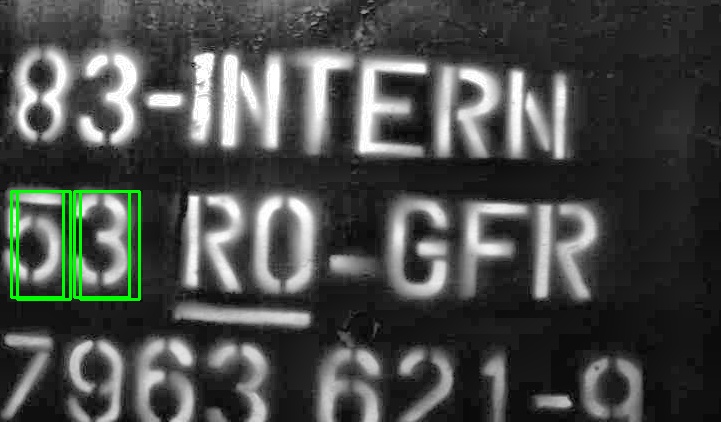 83-INTERN
53 RO-GFR
7963 621-9